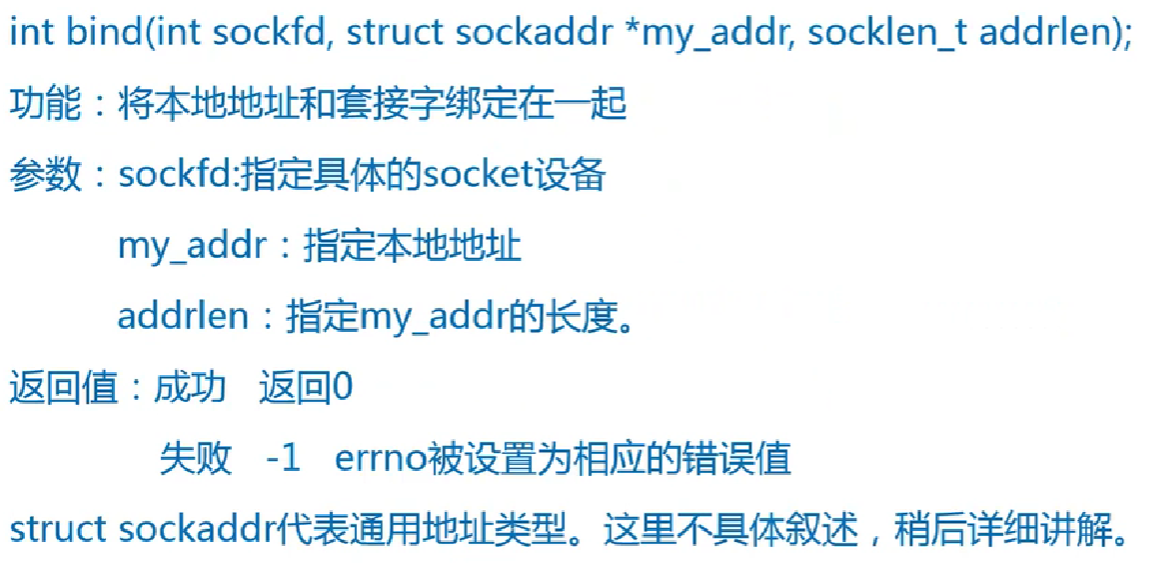 int bind(int sockfd, struct sockaddr *my_addr, socklen_t addrlen);
功能：将本地地址和套接字绑定在一起
参数：sockfd:指定具体的socket设备
my_addr：指定本地地址
addrlen：指定my_addr的长度。
返回值：成功 返回0
失败 -1 errno被设置为相应的错误值
struct sockaddr代表通用地址类型。这里不具体叙述，稍后详细讲解。